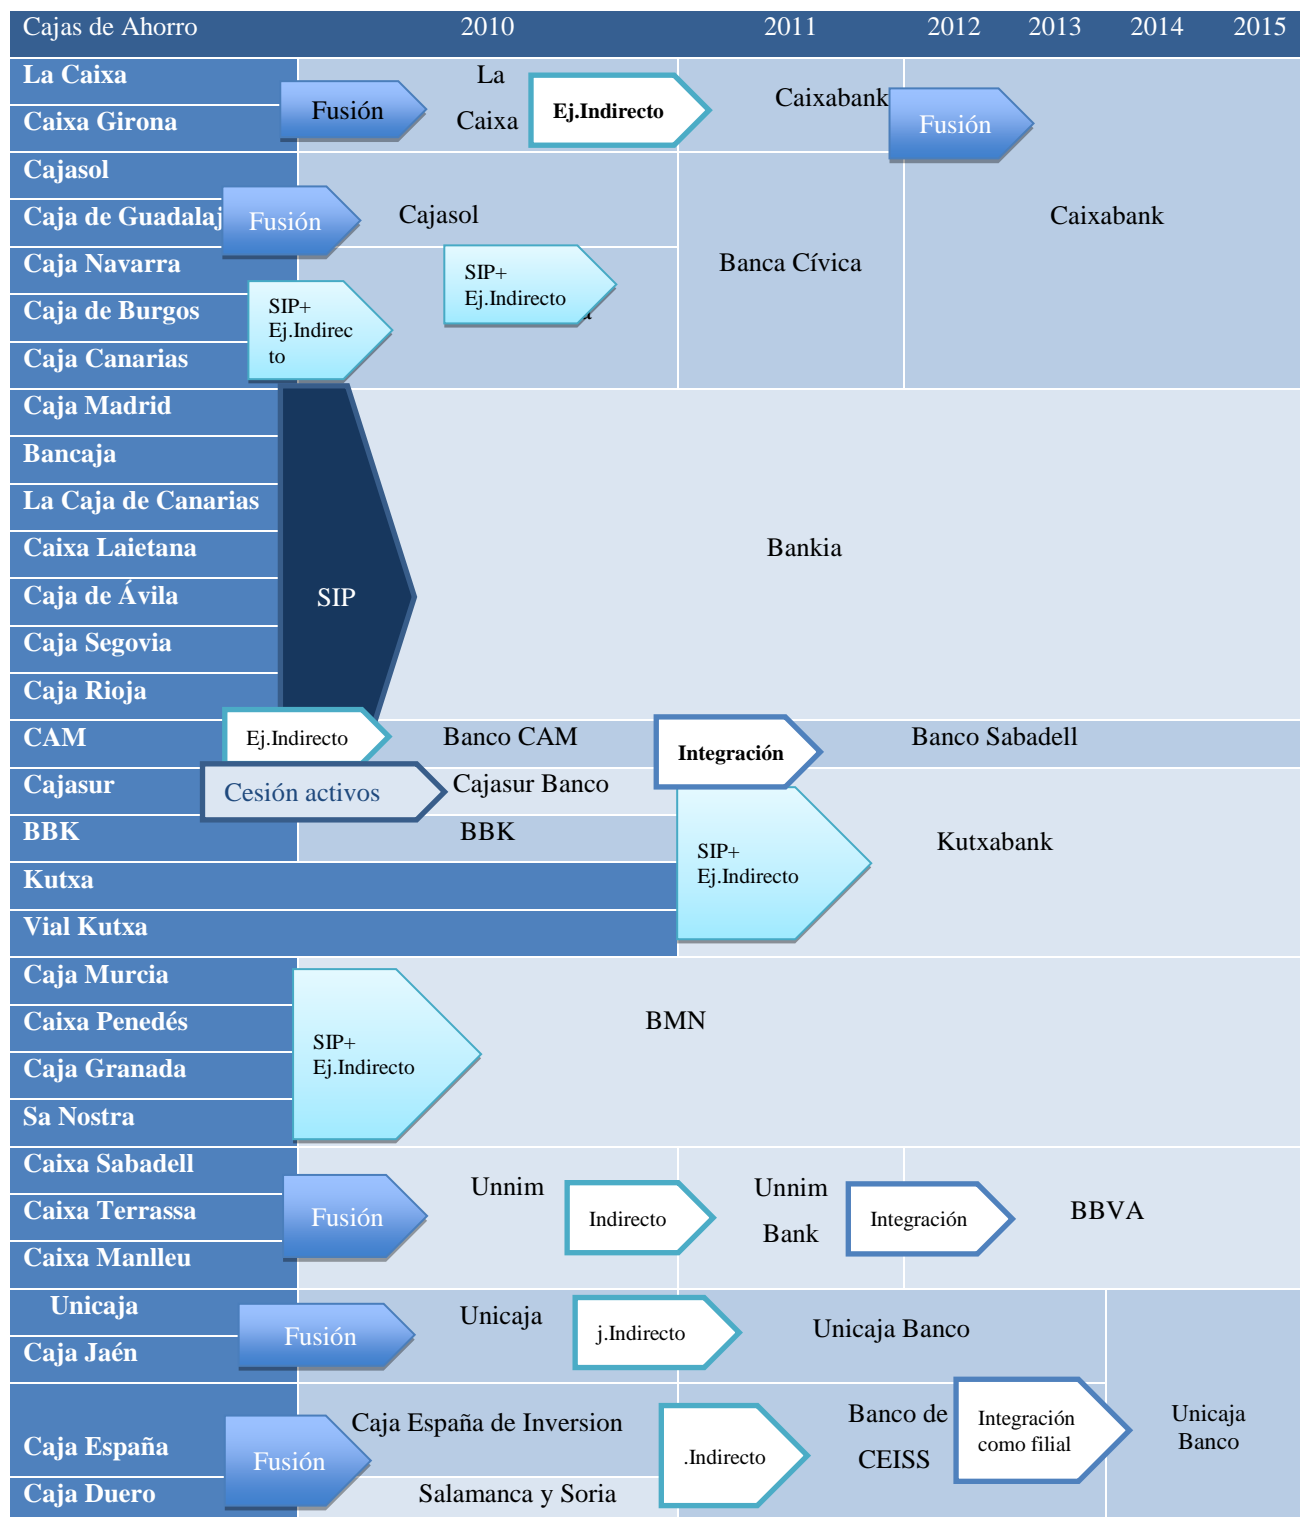 Cajas de Ahorro 2010 2011 2012 2013 2014 2015
La Caixa
Caixa Girona
Fusión
La
Caixa
Ej.Indirecto
Caixabank
Fusión
Cajasol
Caja de Guadalaj
Fusión
Cajasol
Caixabank
Caja Navarra
Caja de Burgos
Caja Canarias
SIP+
Ej.Indirec
to
SIP+
Ej.Indirecto
Banca Cívica
Caja Madrid
Bancaja
La Caja de Canarias
Caixa Laietana
Caja de Ávila
Caja Segovia
Caja Rioja
SIP
Bankia
CAM
Ej.Indirecto
Banco CAM
Integración
Banco Sabadell
Cajasur
Cesión activos
Cajasur Banco
BBK
BBK
Kutxa
Vial Kutxa
SIP+
Ej.Indirecto
Kutxabank
Caja Murcia
Caixa Penedés
Caja Granada
Sa Nostra
SIP+
Ej.Indirecto
BMN
Caixa Sabadell
Caixa Terrassa
Caixa Manlleu
Fusión
Unnim
Indirecto
Unnim
Bank
Integración
BBVA
Unicaja
Caja Jaén
Fusión
Unicaja
j.Indirecto
Unicaja Banco
Caja España
Caja Duero
Fusión
Caja España de Inversion
Salamanca y Soria
.Indirecto
Banco de
CEISS
Integración
como filial
Unicaja
Banco